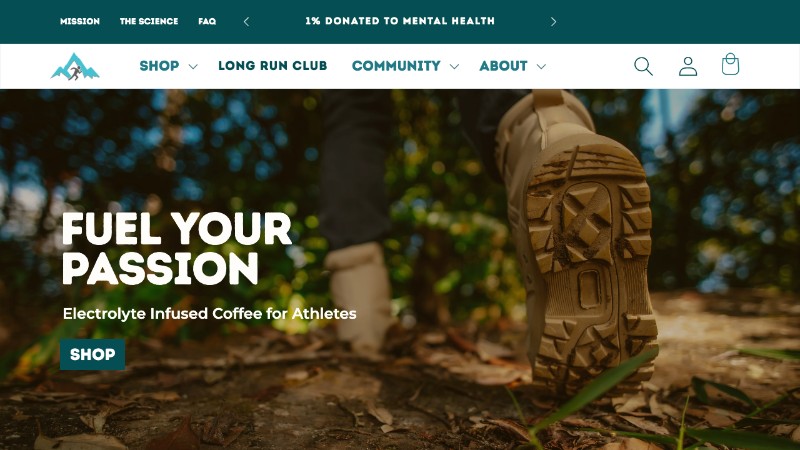 MISSION
THE SCIENCE
FAQ
1% DONATED TO MENTAL HEALTH
SHOP
LONG RUN CLUB
COMMUNITY
ABOUT
FUEL YOUR
PASSION
Electrolyte Infused Coffee for Athletes
SHOP